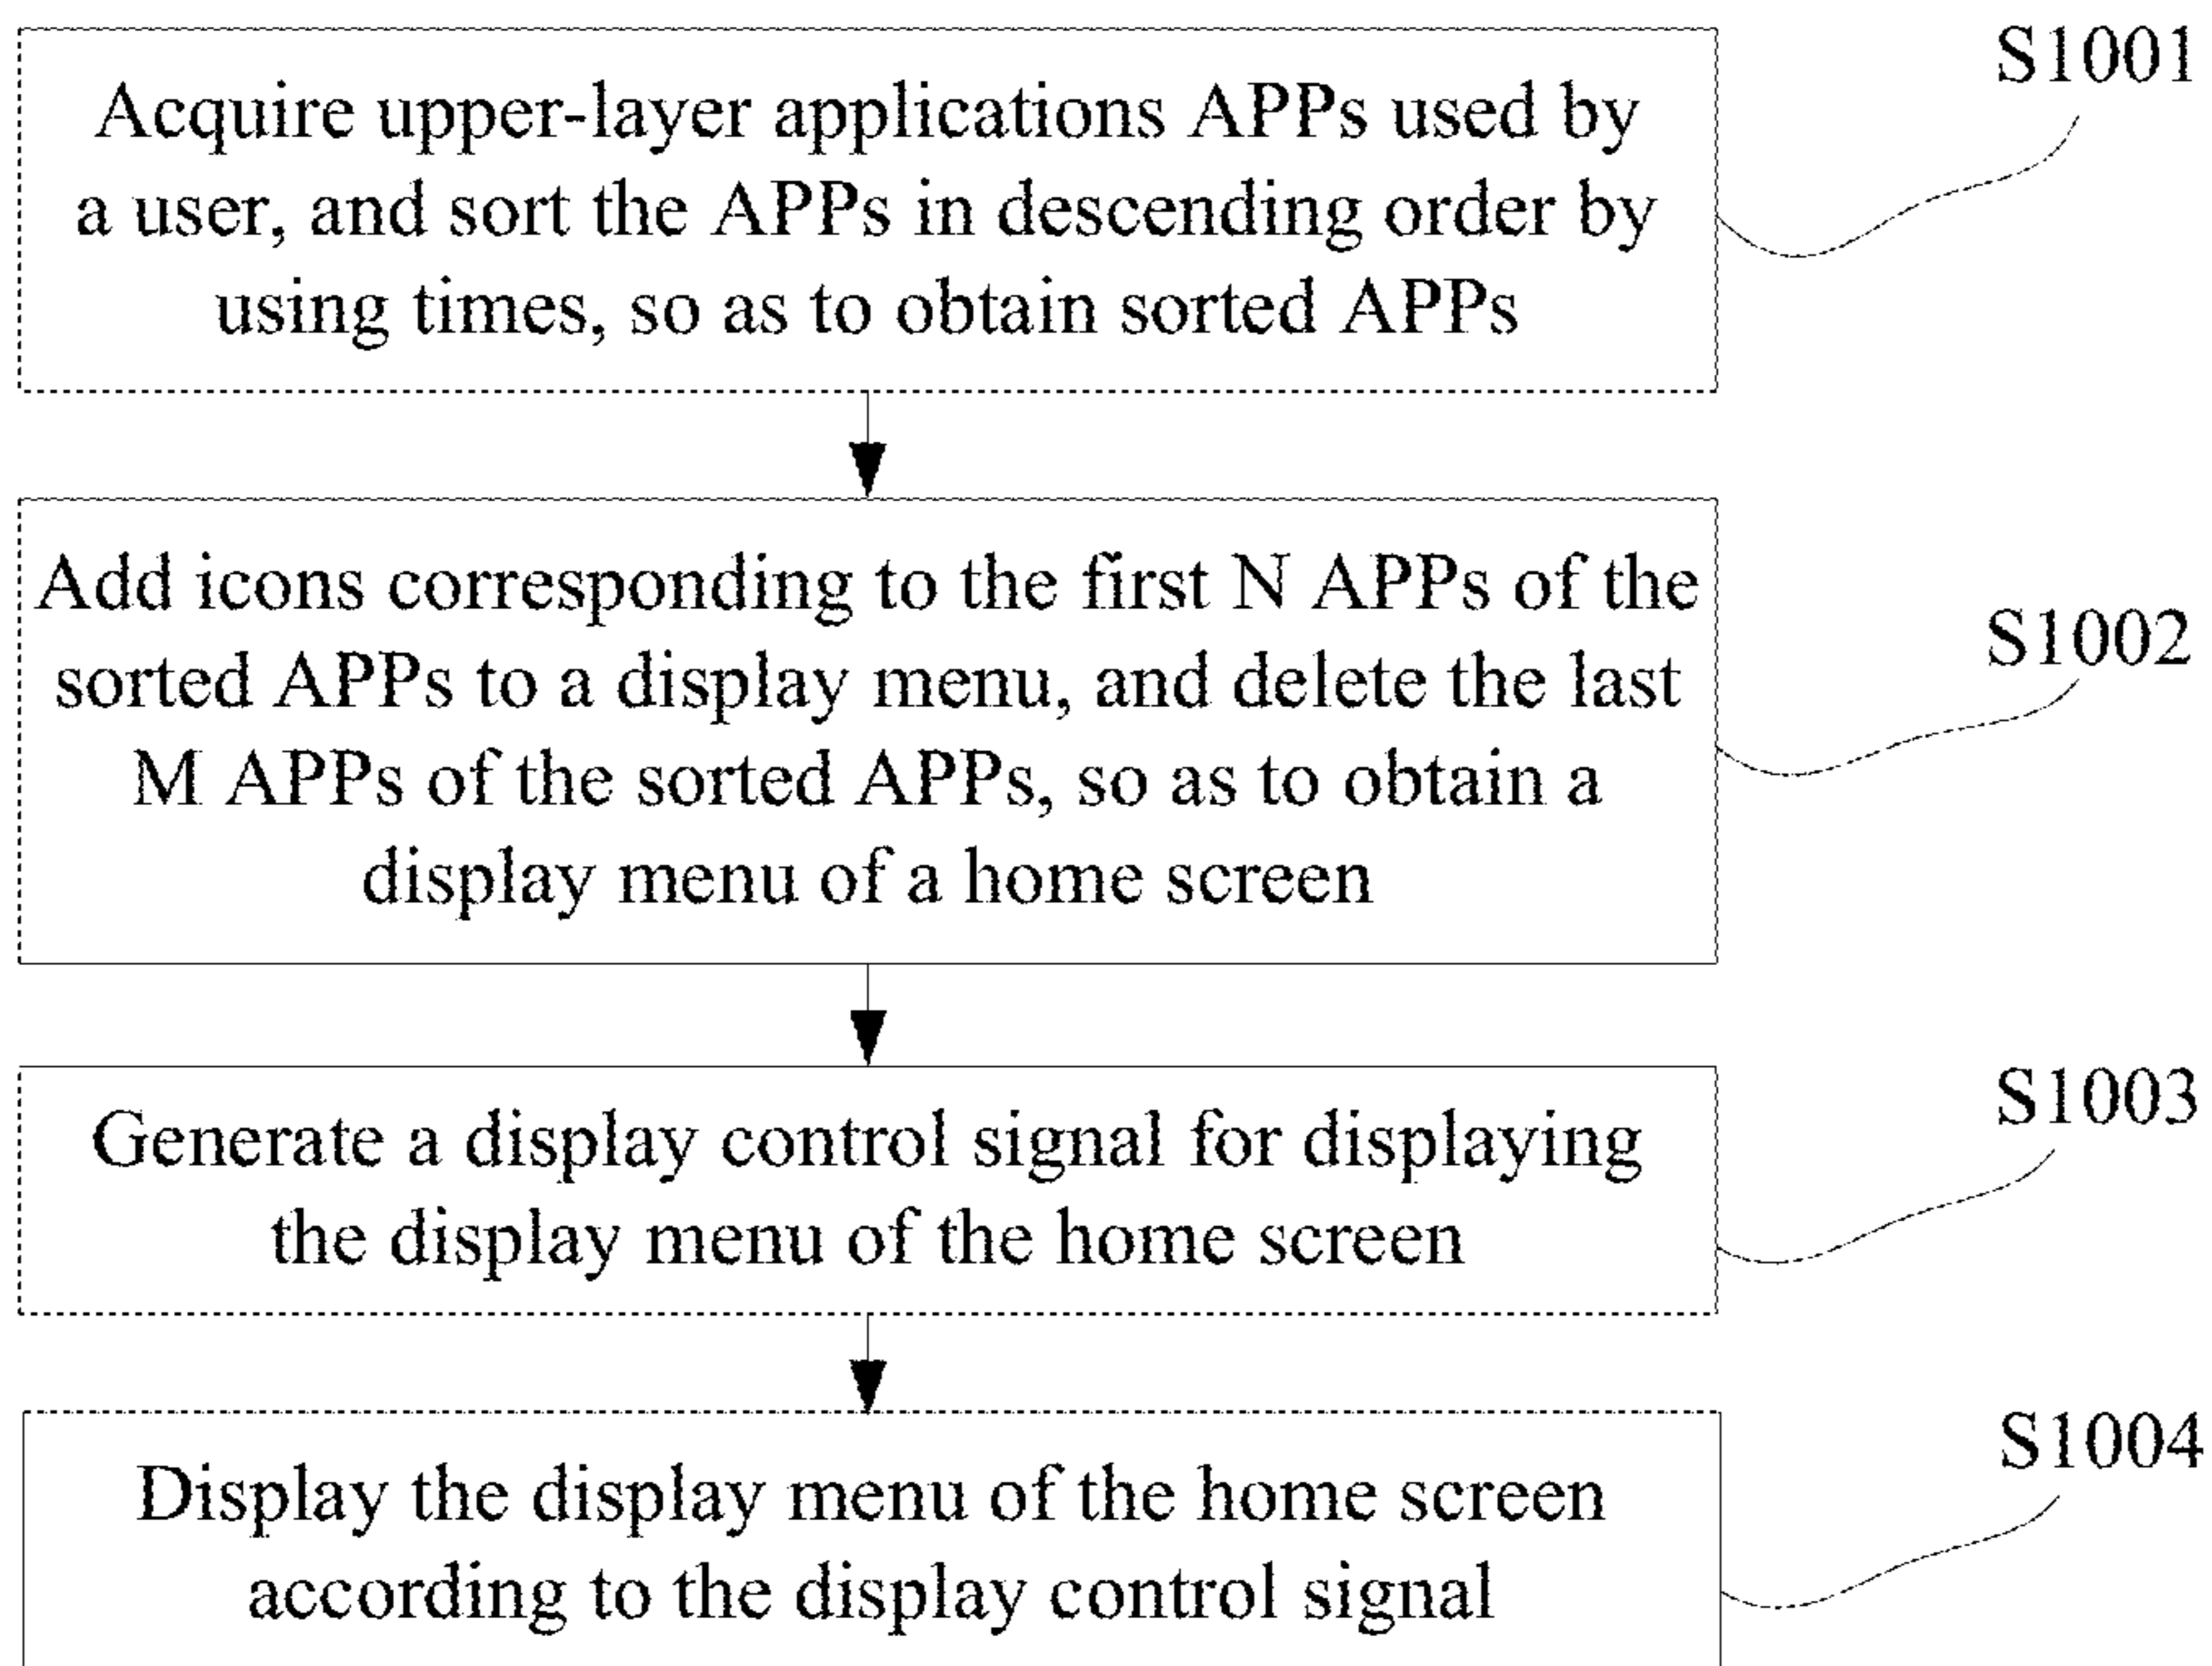 Acquire upper-layer applications APPs used by
a user, and sort the APPs in descending order by
using times, so as to obtain sorted APPs
S1001
Add icons corresponding to the first N APPs of the
sorted APPs to a display menu, and delete the last
M APPs of the sorted APPs, so as to obtain a
display menu of a home screen
S1002
Generate a display control signal for displaying
the display menu of the home screen
S1003
Display the display menu of the home screen
according to the display control signal
S1004